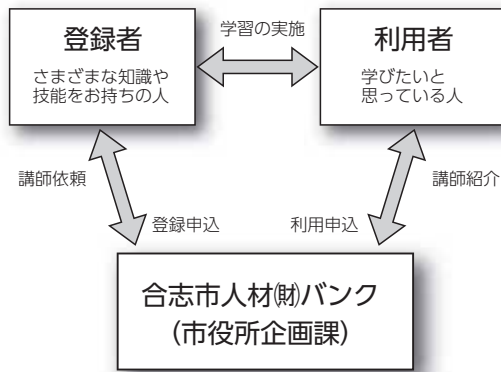 登録者
さまざまな知識や
技能をお持ちの人
学習の実施
利用者
学びたいと
思っている人
講師依頼
登録申込
利用申込
講師紹介
合志市人材㈶バンク
（市役所企画課）